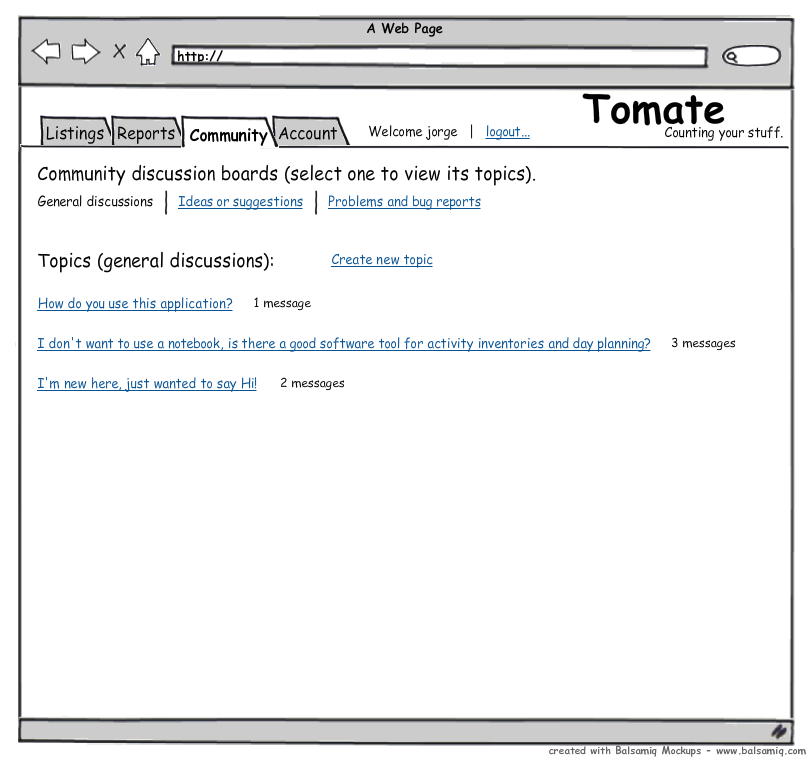 A Web Page
http://
Tomate
Listings Reports Community Account Welcome jorge | logout...
Counting your stuff.
Community discussion boards (select one to view its topics).
General discussions | Ideas or suggestions | Problems and bug reports
Topics (general discussions): Create new topic
How do you use this application? 1 message
I don't want to use a notebook, is there a good software tool for activity inventories and day planning? 3 messages
I'm new here, just wanted to say Hi! 2 messages
created with Balsamiq Mockups - www.balsamiq.com